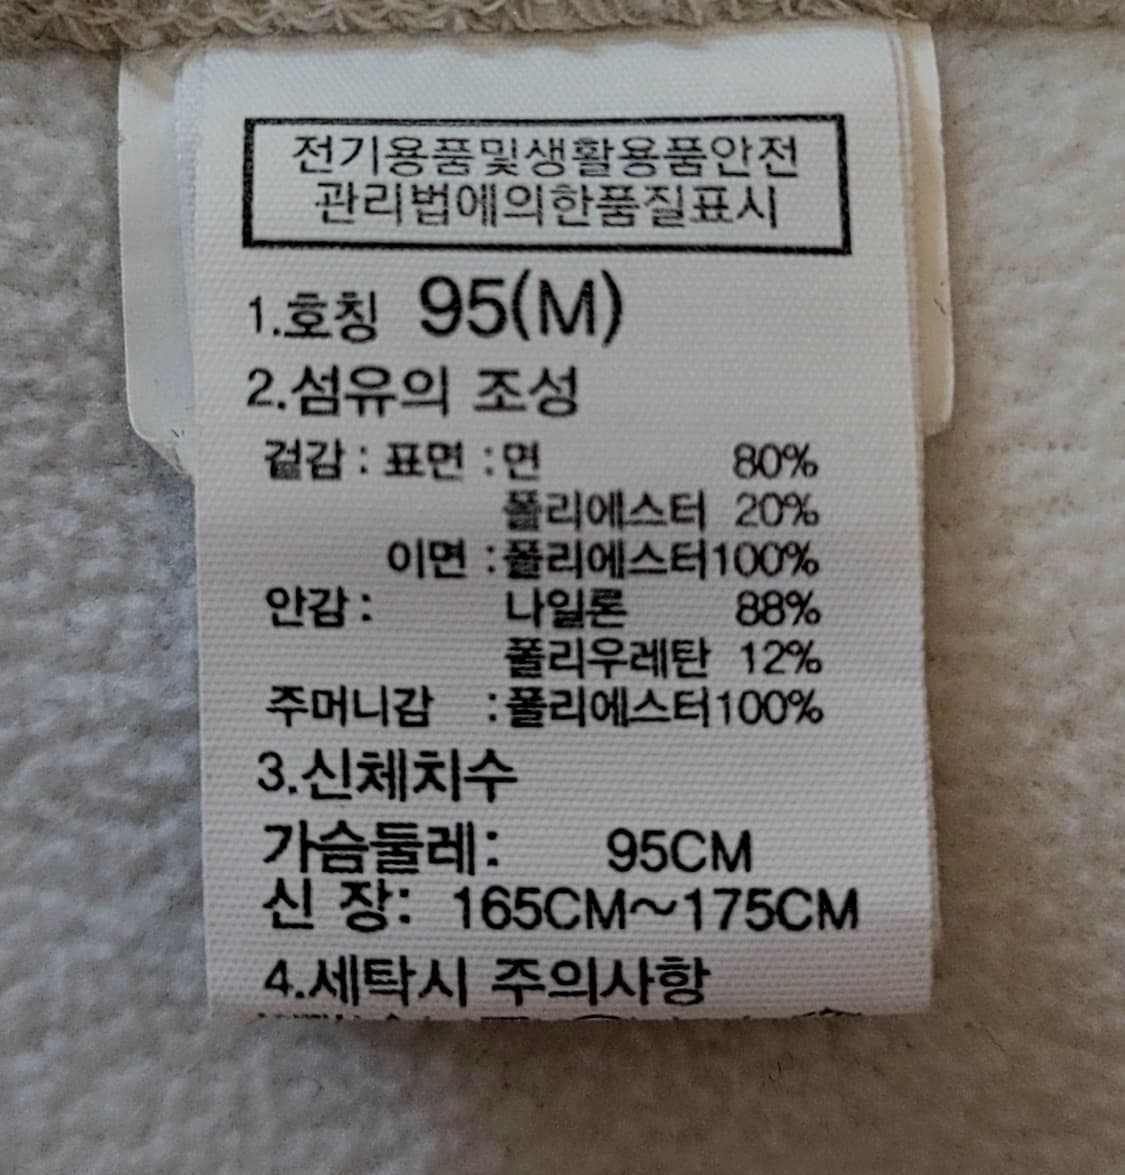 전기용품및생활용품안전
관리법에의한품질표시
1.호칭 95(M)
2.섬유의 조성
겉감 : 표면 : 면 80%
폴리에스터 20%
이면 : 폴리에스터100%
안감 : 나일론 88%
폴리우레탄 12%
주머니감 : 폴리에스터100%
3.신체치수
가슴둘레: 95CM
신 장: 165CM~175CM
4.세탁시 주의사항